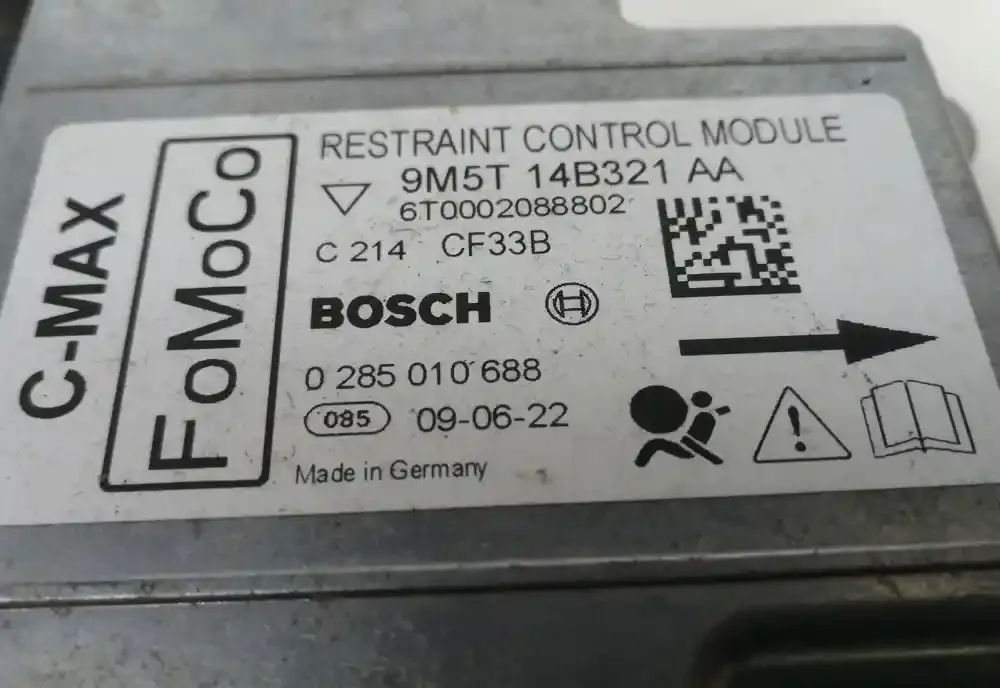 C-MAX
FoMoCo
RESTRAINT CONTROL MODULE
9M5T 14B321 AA
6T0002088802
C 214 CF33B
BOSCH
0 285 010 688
085 09-06-22
Made in Germany